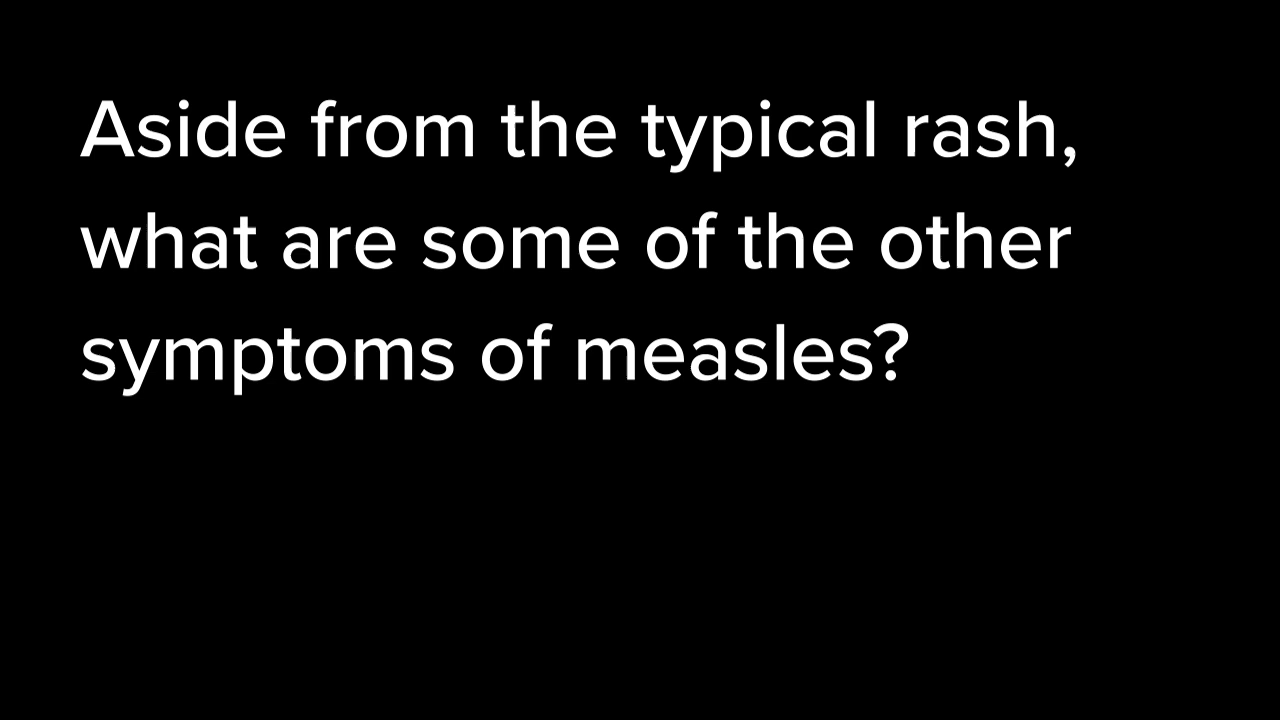 Aside from the typical rash,
what are some of the other
symptoms of measles?